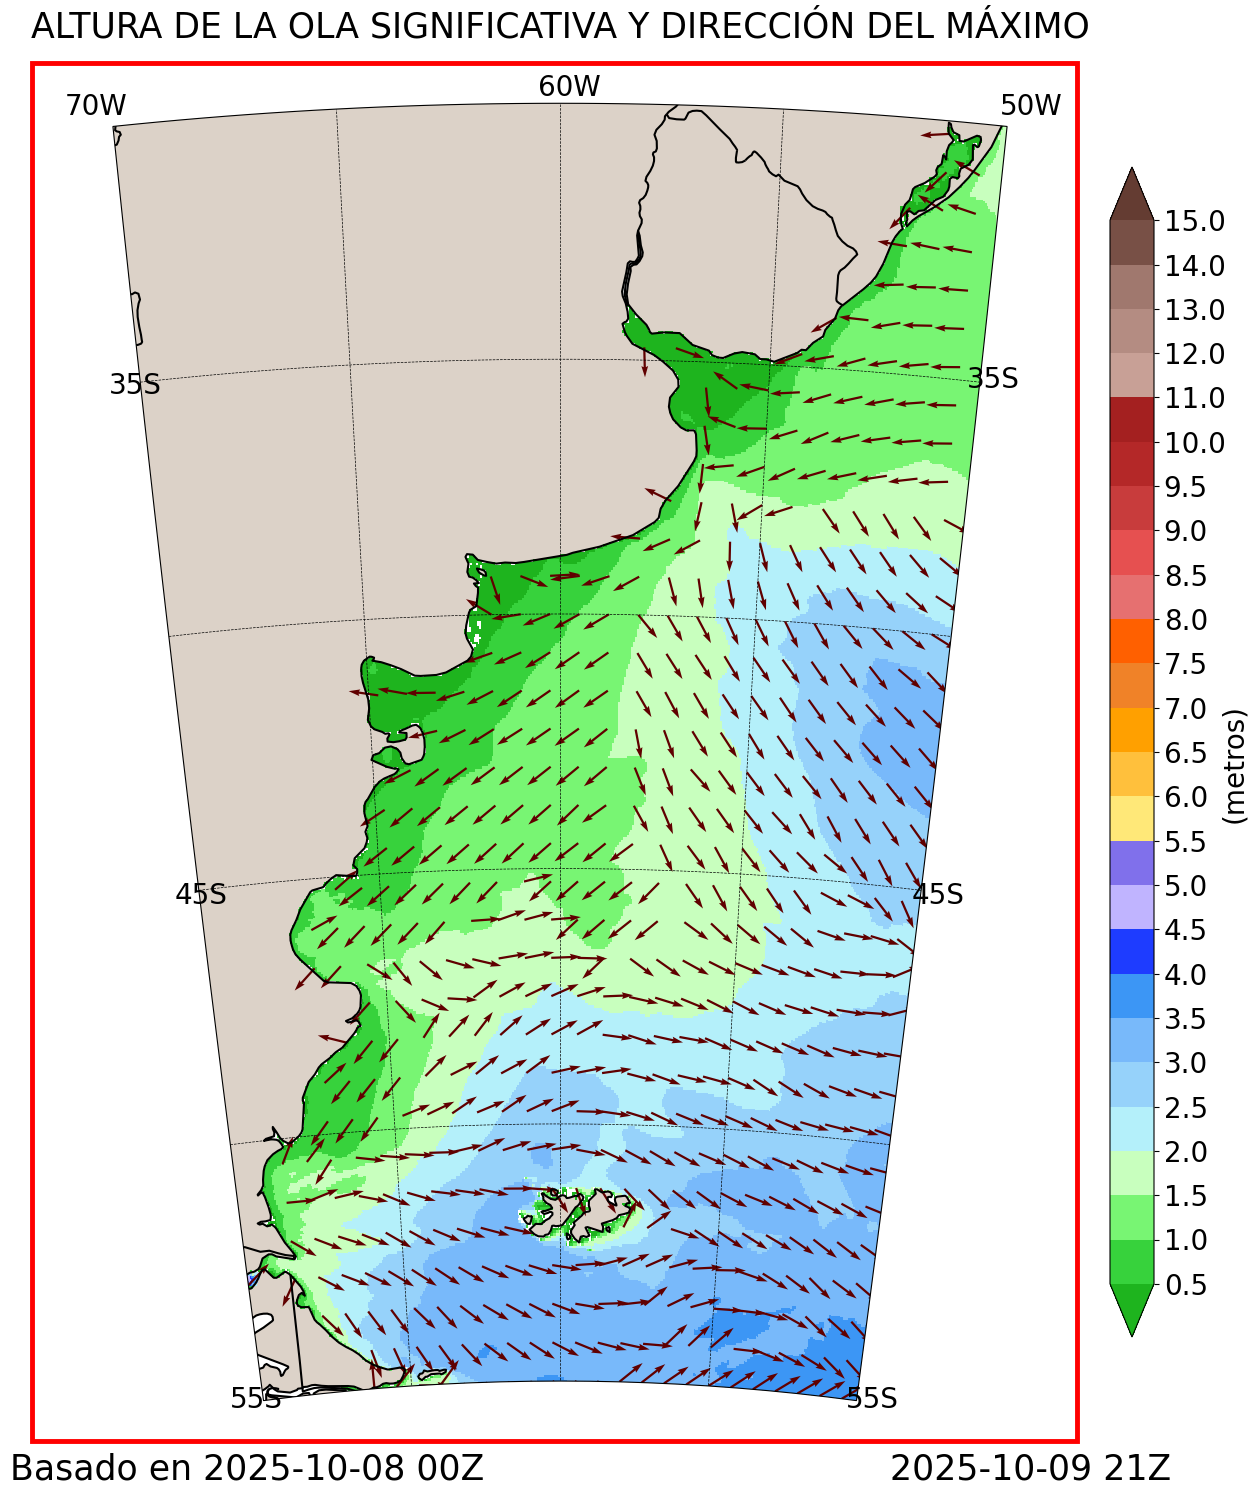 ALTURA DE LA OLA SIGNIFICATIVA Y DIRECCIÓN DEL MÁXIMO
70W
60W
50W
35S
35S
45S
45S
55S
55S
15.0
14.0
13.0
12.0
11.0
10.0
9.5
9.0
8.5
8.0
7.5
7.0
6.5
6.0
5.5
5.0
4.5
4.0
3.5
3.0
2.5
2.0
1.5
1.0
0.5
(metros)
Basado en 2025-10-08 00Z
2025-10-09 21Z